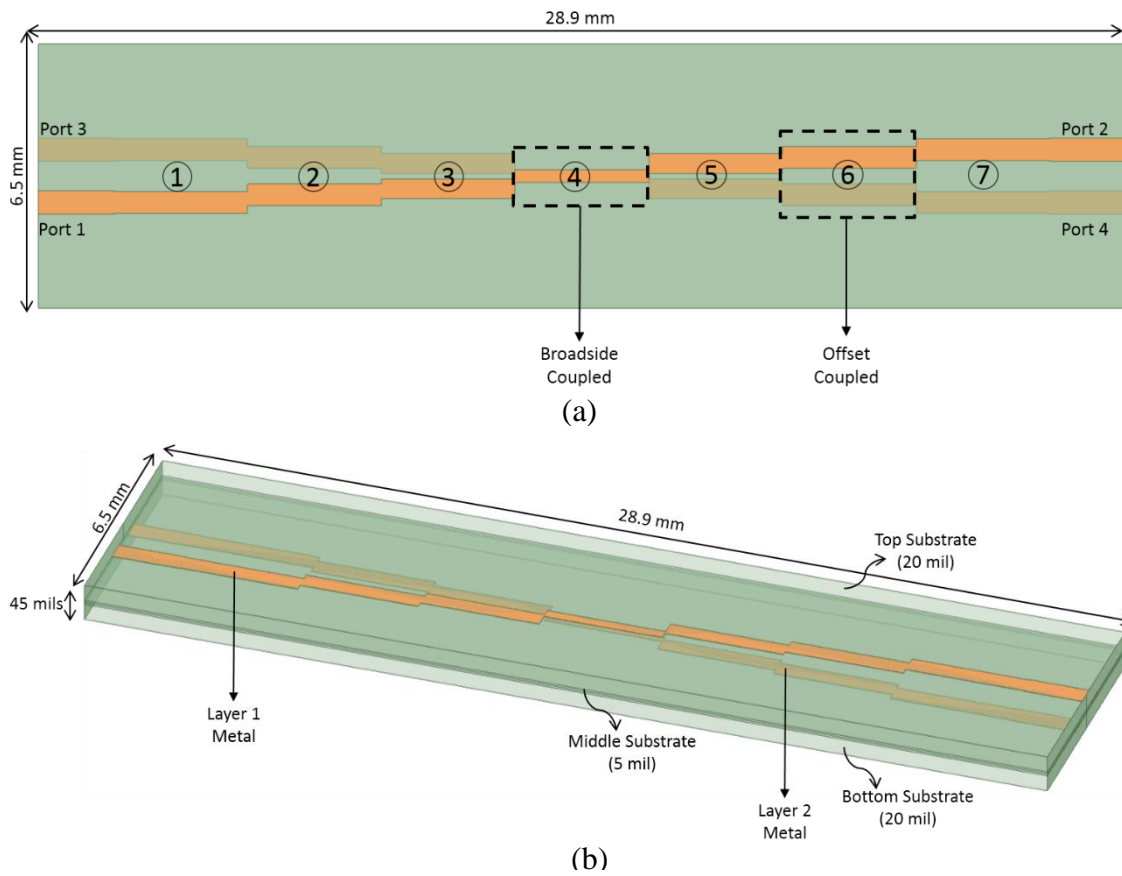 28.9 mm
6.5 mm
Port 3
Port 2
① ② ③ ④ ⑤ ⑥ ⑦
Port 1
Port 4
Broadside
Coupled
Offset
Coupled
(a)
6.5 mm
28.9 mm
Top Substrate
(20 mil)
45 mils
Layer 1
Metal
Middle Substrate
(5 mil)
Layer 2
Metal
Bottom Substrate
(20 mil)
(b)